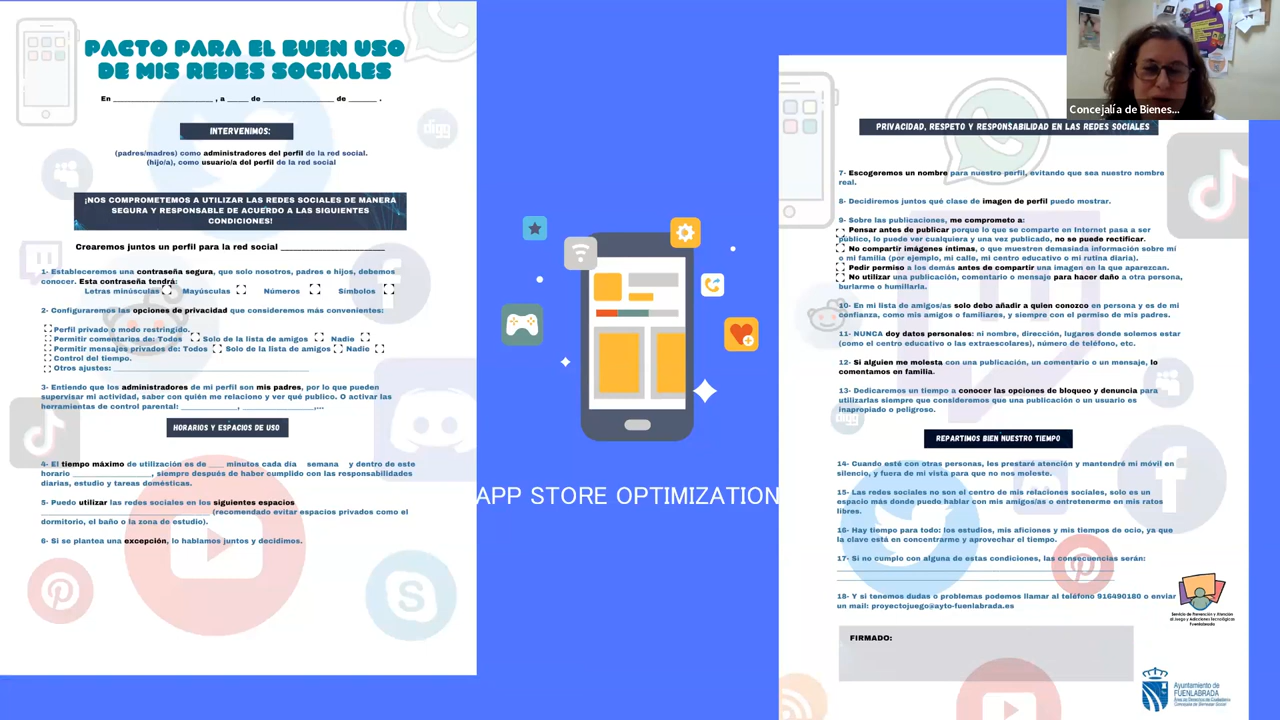 PACTO PARA EL BUEN USO
DE MIS REDES SOCIALES
En ____________ , a ____ de ____________ de ____ .
INTERVENIMOS:
(padres/madres) como administradores del perfil de la red social.
(hijo/a), como usuario/a del perfil de la red social
¡NOS COMPROMETEMOS A UTILIZAR LAS REDES SOCIALES DE MANERA
SEGURA Y RESPONSABLE DE ACUERDO A LAS SIGUIENTES
CONDICIONES!
Crearemos juntos un perfil para la red social ____________
1- Estableceremos una contraseña segura, que solo nosotros, padres e hijos, debemos
conocer. Esta contraseña tendrá:
Letras minúsculas Mayúsculas Números Símbolos
2- Configuraremos las opciones de privacidad que consideremos más convenientes:
Perfil privado o modo restringido.
Permitir comentarios de: Todos Solo de la lista de amigos Nadie
Permitir mensajes privados de: Todos Solo de la lista de amigos Nadie
Control del tiempo.
Otros ajustes: ____________
3- Entiendo que los administradores de mi perfil son mis padres, por lo que pueden
supervisar mi actividad, saber con quién me relaciono y ver qué publico. O activar las
herramientas de control parental: ____________, ____________,...
HORARIOS Y ESPACIOS DE USO
4- El tiempo máximo de utilización es de ____ minutos cada día semana y dentro de este
horario ____________, siempre después de haber cumplido con las responsabilidades
diarias, estudio y tareas domésticas.
5- Puedo utilizar las redes sociales en los siguientes espacios
____________ (recomendado evitar espacios privados como el
dormitorio, el baño o la zona de estudio).
6- Si se plantea una excepción, lo hablamos juntos y decidimos.
APP STORE OPTIMIZATION
Concejalía de Bienes...
PRIVACIDAD, RESPETO Y RESPONSABILIDAD EN LAS REDES SOCIALES
7- Escogeremos un nombre para nuestro perfil, evitando que sea nuestro nombre
real.
8- Decidiremos juntos qué clase de imagen de perfil puedo mostrar.
9- Sobre las publicaciones, me comprometo a:
Pensar antes de publicar porque lo que se comparte en Internet pasa a ser
público, lo puede ver cualquiera y una vez publicado, no se puede rectificar.
No compartir imágenes íntimas, o que muestren demasiada información sobre mí
o mi familia (por ejemplo, mi calle, mi centro educativo o mi rutina diaria).
Pedir permiso a los demás antes de compartir una imagen en la que aparezcan.
No utilizar una publicación, comentario o mensaje para hacer daño a otra persona,
burlarme o humillarla.
10- En mi lista de amigos/as solo debo añadir a quien conozco en persona y es de mi
confianza, como mis amigos o familiares, y siempre con el permiso de mis padres.
11- NUNCA doy datos personales: ni nombre, dirección, lugares donde solemos estar
(como el centro educativo o las extraescolares), número de teléfono, etc.
12- Si alguien me molesta con una publicación, un comentario o un mensaje, lo
comentamos en familia.
13- Dedicaremos un tiempo a conocer las opciones de bloqueo y denuncia para
utilizarlas siempre que consideremos que una publicación o un usuario es
inapropiado o peligroso.
REPARTIMOS BIEN NUESTRO TIEMPO
14- Cuando esté con otras personas, les prestaré atención y mantendré mi móvil en
silencio, y fuera de mi vista para que no nos moleste.
15- Las redes sociales no son el centro de mis relaciones sociales, solo es un
espacio más donde puedo hablar con mis amigos/as o entretenerme en mis ratos
libres.
16- Hay tiempo para todo: los estudios, mis aficiones y mis tiempos de ocio, ya que
la clave está en concentrarme y aprovechar el tiempo.
17- Si no cumplo con alguna de estas condiciones, las consecuencias serán:
18- Y si tenemos dudas o problemas podemos llamar al teléfono 916490180 o enviar
un mail: proyectojuego@ayto-fuenlabrada.es
Servicio de Prevención y Atención
al Juego y Adicciones Tecnológicas
Fuenlabrada
FIRMADO:
Ayuntamiento de
FUENLABRADA
Concejalía de Bienestar Social
digg
digg